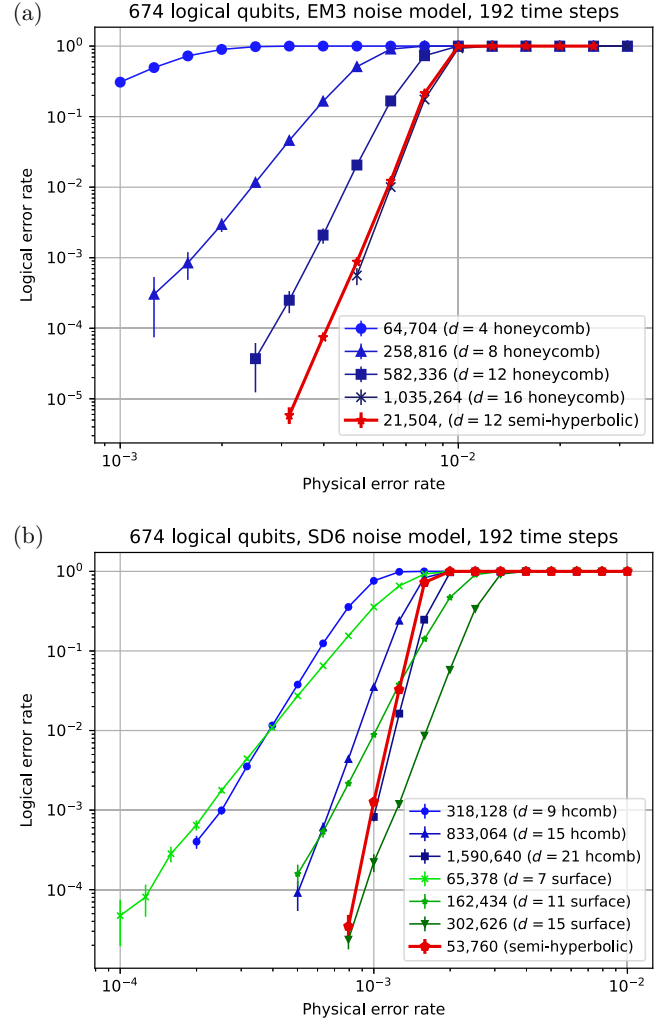 (a)
674 logical qubits, EM3 noise model, 192 time steps
10⁰
10⁻¹
10⁻²
10⁻³
10⁻⁴
10⁻⁵
Logical error rate
64,704 (d = 4 honeycomb)
258,816 (d = 8 honeycomb)
582,336 (d = 12 honeycomb)
1,035,264 (d = 16 honeycomb)
21,504, (d = 12 semi-hyperbolic)
10⁻³ 10⁻²
Physical error rate
(b)
674 logical qubits, SD6 noise model, 192 time steps
10⁰
10⁻¹
10⁻²
10⁻³
10⁻⁴
Logical error rate
318,128 (d = 9 hcomb)
833,064 (d = 15 hcomb)
1,590,640 (d = 21 hcomb)
65,378 (d = 7 surface)
162,434 (d = 11 surface)
302,626 (d = 15 surface)
53,760 (semi-hyperbolic)
10⁻⁴ 10⁻³ 10⁻²
Physical error rate